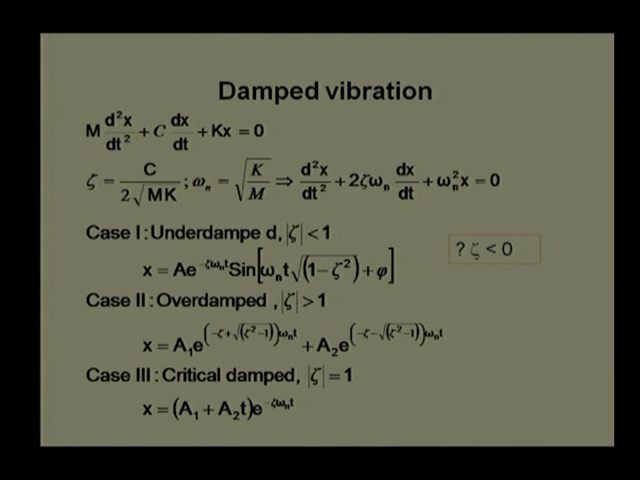 Damped vibration
M d²x/dt² + C dx/dt + Kx = 0
ζ = C/(2√MK) ; ωₙ = √(K/M) ⇒ d²x/dt² + 2ζωₙ dx/dt + ωₙ²x = 0
Case I : Underdampe d, |ζ| < 1
? ζ < 0
x = Ae^(−ζωₙt) Sin[ωₙt√(1−ζ²) + φ]
Case II : Overdamped , |ζ| > 1
x = A₁e^((−ζ+√(ζ²−1))ωₙt) + A₂e^((−ζ−√(ζ²−1))ωₙt)
Case III : Critical damped, |ζ| = 1
x = (A₁ + A₂t)e^(−ζωₙt)